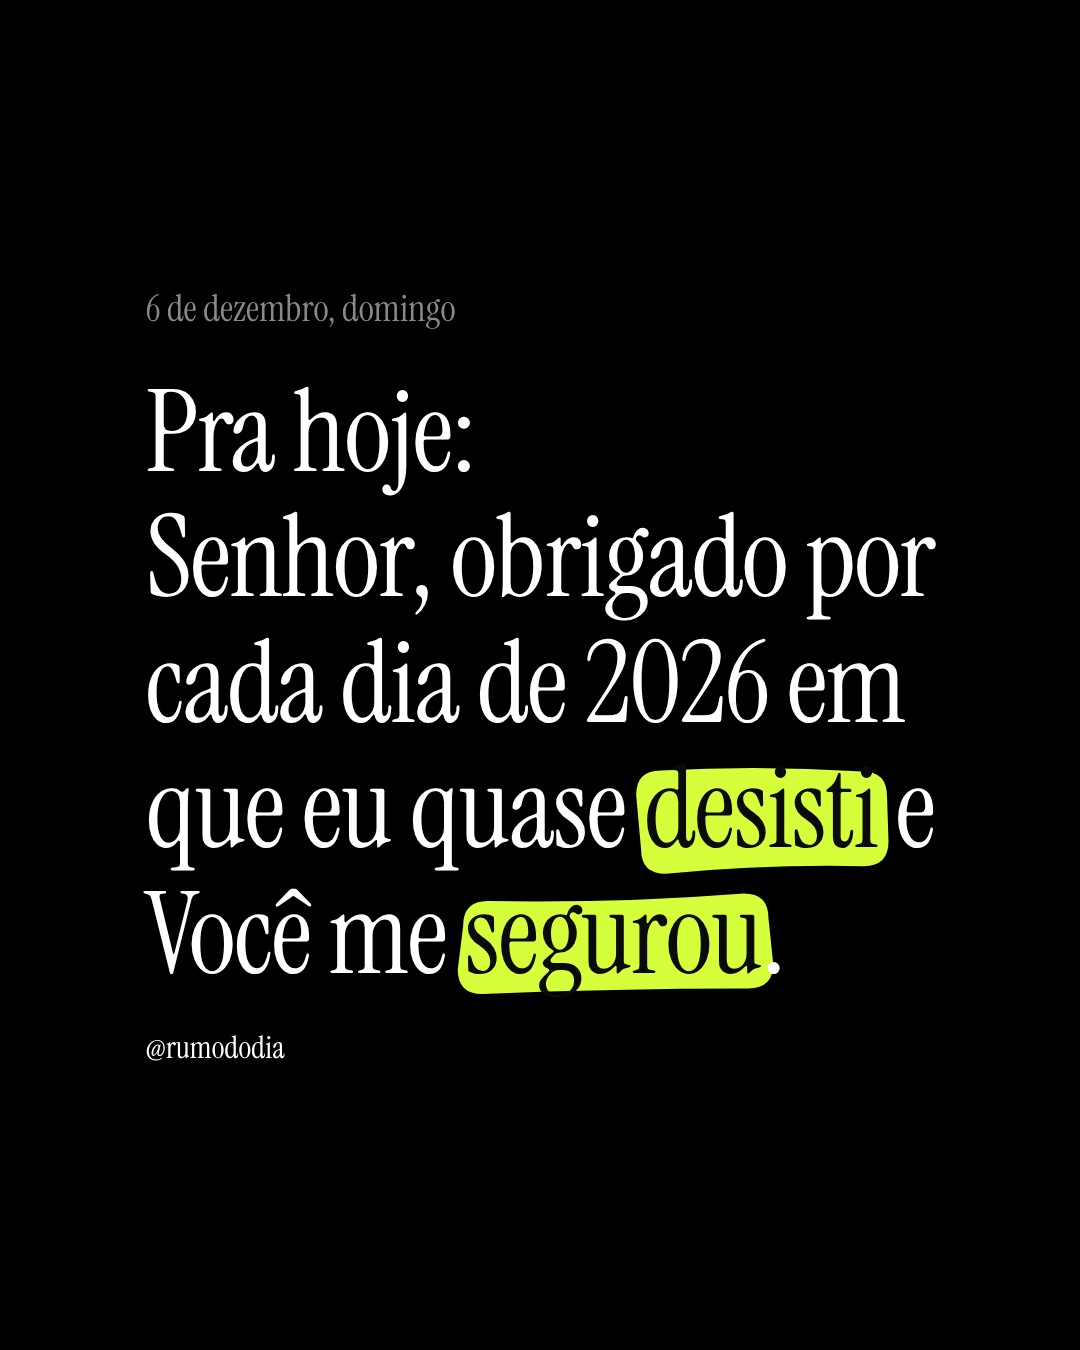 6 de dezembro, domingo
Pra hoje:
Senhor, obrigado por
cada dia de 2026 em
que eu quase desisti e
Você me segurou.
@rumododia